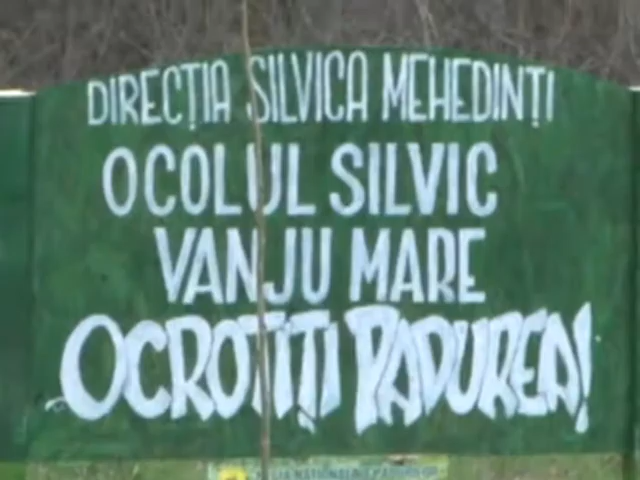 DIRECȚIA SILVICA MEHEDINȚI
OCOLUL SILVIC
VANJU MARE
OCROTIȚI PADUREA!